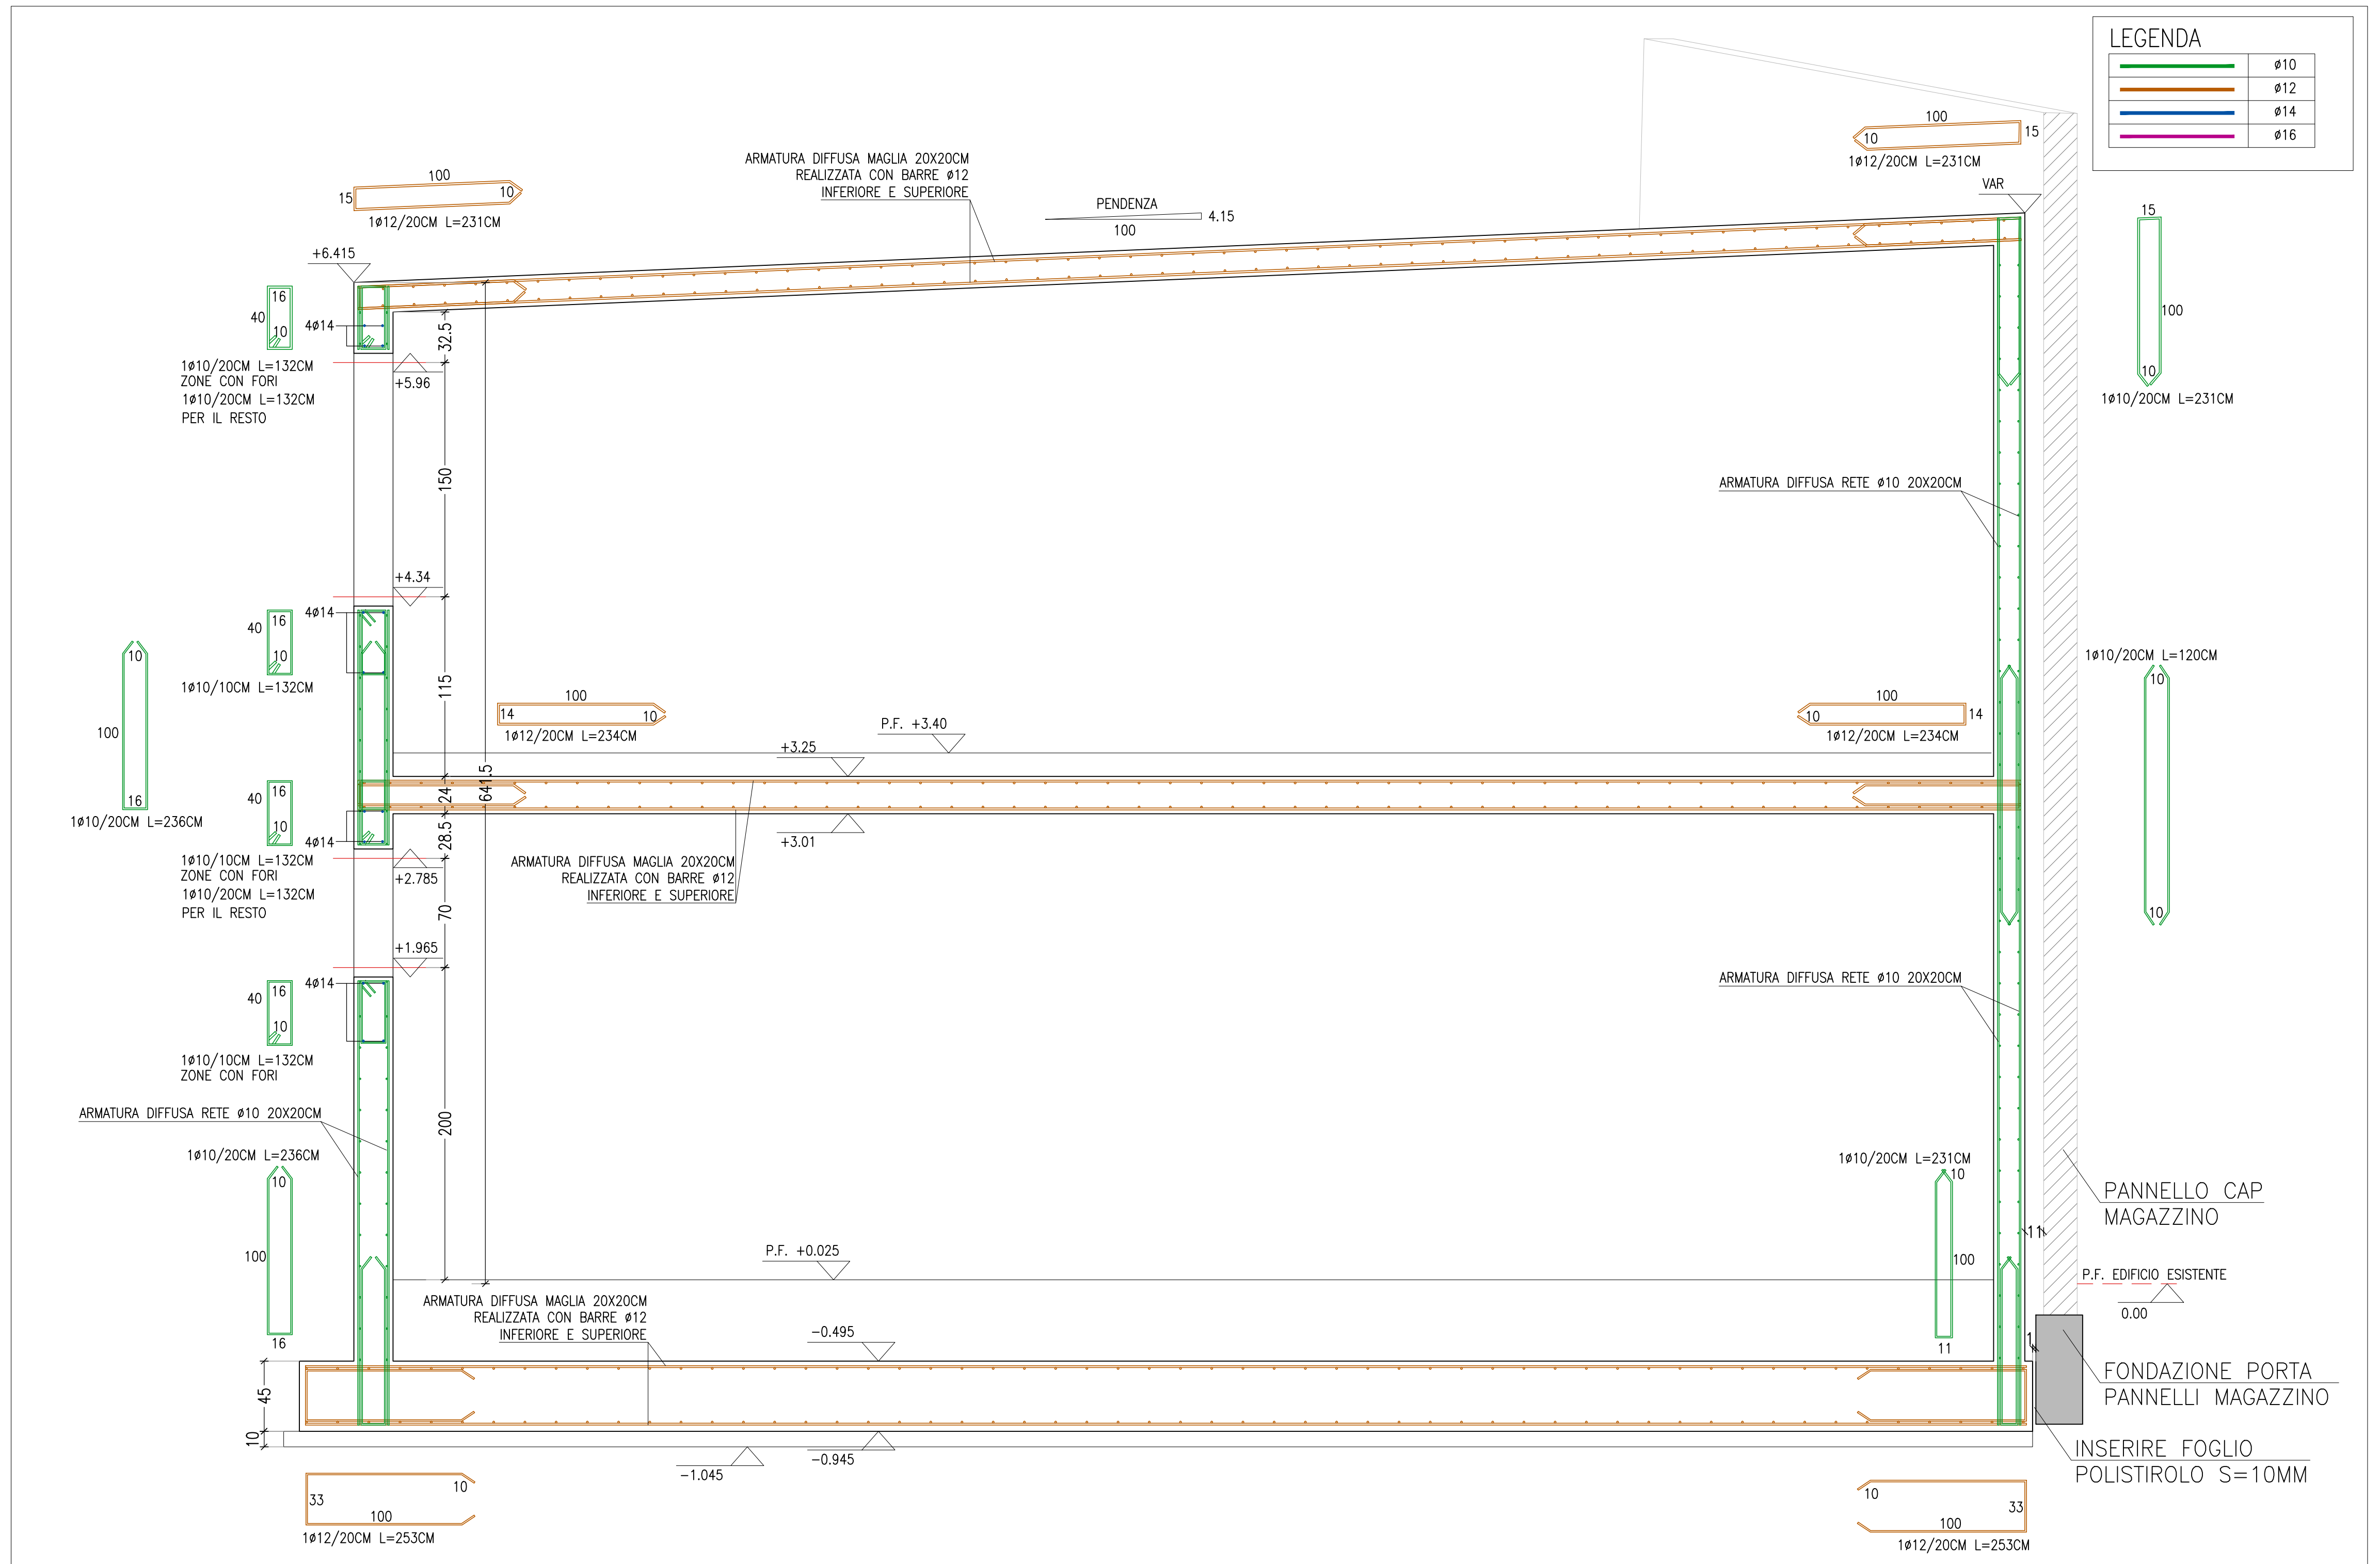 LEGENDA
ø10
ø12
ø14
ø16
100
10
15
1ø12/20CM L=231CM
ARMATURA DIFFUSA MAGLIA 20X20CM
REALIZZATA CON BARRE ø12
INFERIORE E SUPERIORE
100
15
10
1ø12/20CM L=231CM
PENDENZA
4.15
100
VAR
15
100
10
1ø10/20CM L=231CM
+6.415
16
40
10
4ø14
32.5
1ø10/20CM L=132CM
ZONE CON FORI
1ø10/20CM L=132CM
PER IL RESTO
+5.96
150
ARMATURA DIFFUSA RETE ø10 20X20CM
+4.34
4ø14
16
40
10
1ø10/10CM L=132CM
115
10
100
16
1ø10/20CM L=236CM
100
14
10
1ø12/20CM L=234CM
P.F. +3.40
+3.25
100
10
14
1ø12/20CM L=234CM
1ø10/20CM L=120CM
10
10
641.5
24
16
40
10
4ø14
28.5
+3.01
1ø10/10CM L=132CM
ZONE CON FORI
1ø10/20CM L=132CM
PER IL RESTO
+2.785
ARMATURA DIFFUSA MAGLIA 20X20CM
REALIZZATA CON BARRE ø12
INFERIORE E SUPERIORE
70
+1.965
4ø14
16
40
10
1ø10/10CM L=132CM
ZONE CON FORI
ARMATURA DIFFUSA RETE ø10 20X20CM
ARMATURA DIFFUSA RETE ø10 20X20CM
200
1ø10/20CM L=236CM
10
100
16
1ø10/20CM L=231CM
10
100
11
PANNELLO CAP
MAGAZZINO
11
P.F. +0.025
P.F. EDIFICIO ESISTENTE
0.00
ARMATURA DIFFUSA MAGLIA 20X20CM
REALIZZATA CON BARRE ø12
INFERIORE E SUPERIORE
-0.495
1
FONDAZIONE PORTA
PANNELLI MAGAZZINO
45
10
-0.945
-1.045
INSERIRE FOGLIO
POLISTIROLO S=10MM
33
10
100
1ø12/20CM L=253CM
10
33
100
1ø12/20CM L=253CM